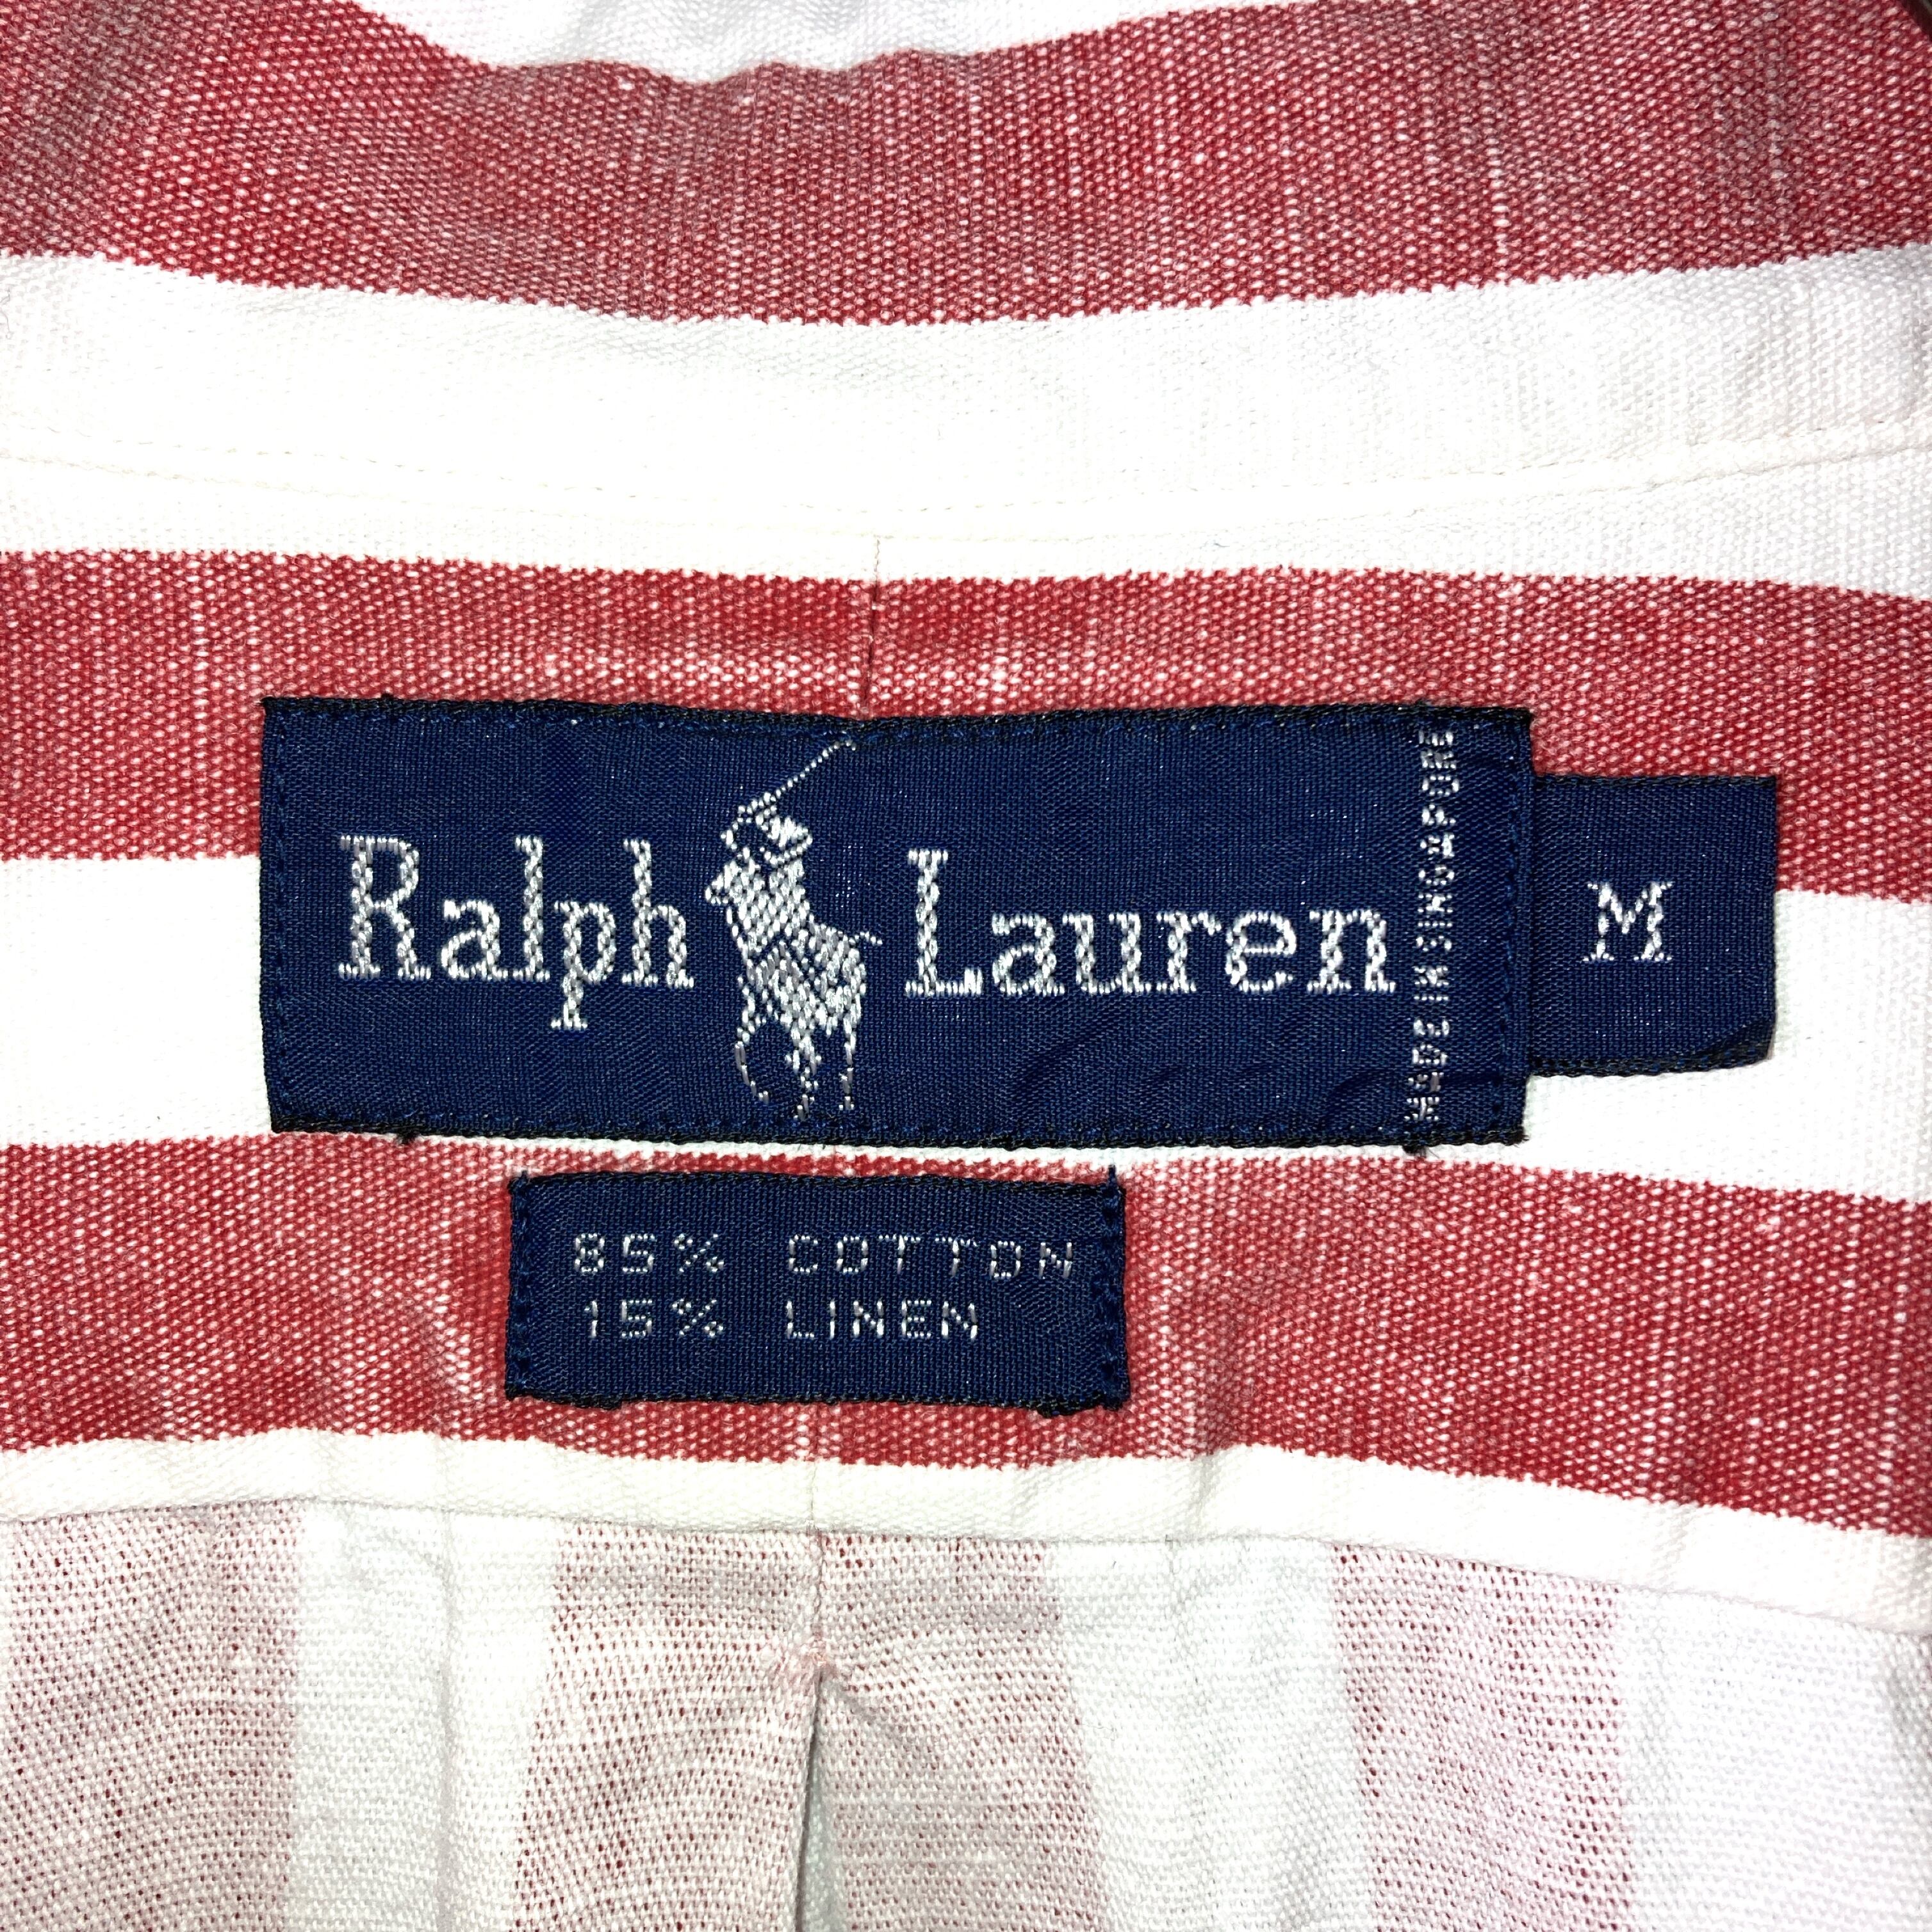 Ralph Lauren
MADE IN SINGAPORE
M
85% COTTON
15% LINEN